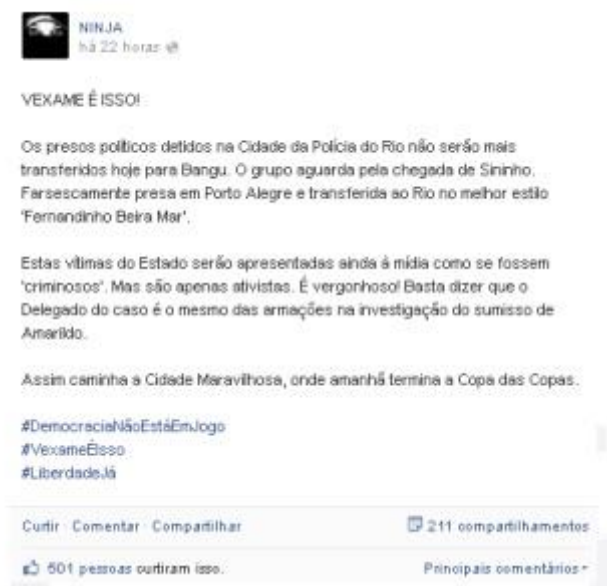 NINJA
há 22 horas
VEXAME É ISSO!
Os presos políticos detidos na Cidade da Polícia do Rio não serão mais
transferidos hoje para Bangu. O grupo aguarda pela chegada de Sininho.
Farsescamente presa em Porto Alegre e transferida ao Rio no melhor estilo
'Fernandinho Beira Mar'.
Estas vítimas do Estado serão apresentadas ainda à mídia como se fossem
'criminosos'. Mas são apenas ativistas. É vergonhoso! Basta dizer que o
Delegado do caso é o mesmo das armações na investigação do sumisso de
Amarildo.
Assim caminha a Cidade Maravilhosa, onde amanhã termina a Copa das Copas.
#DemocraciaNãoEstáEmJogo
#VexameÉIsso
#LiberdadeJá
Curtir · Comentar · Compartilhar 211 compartilhamentos
501 pessoas curtiram isso. Principais comentários